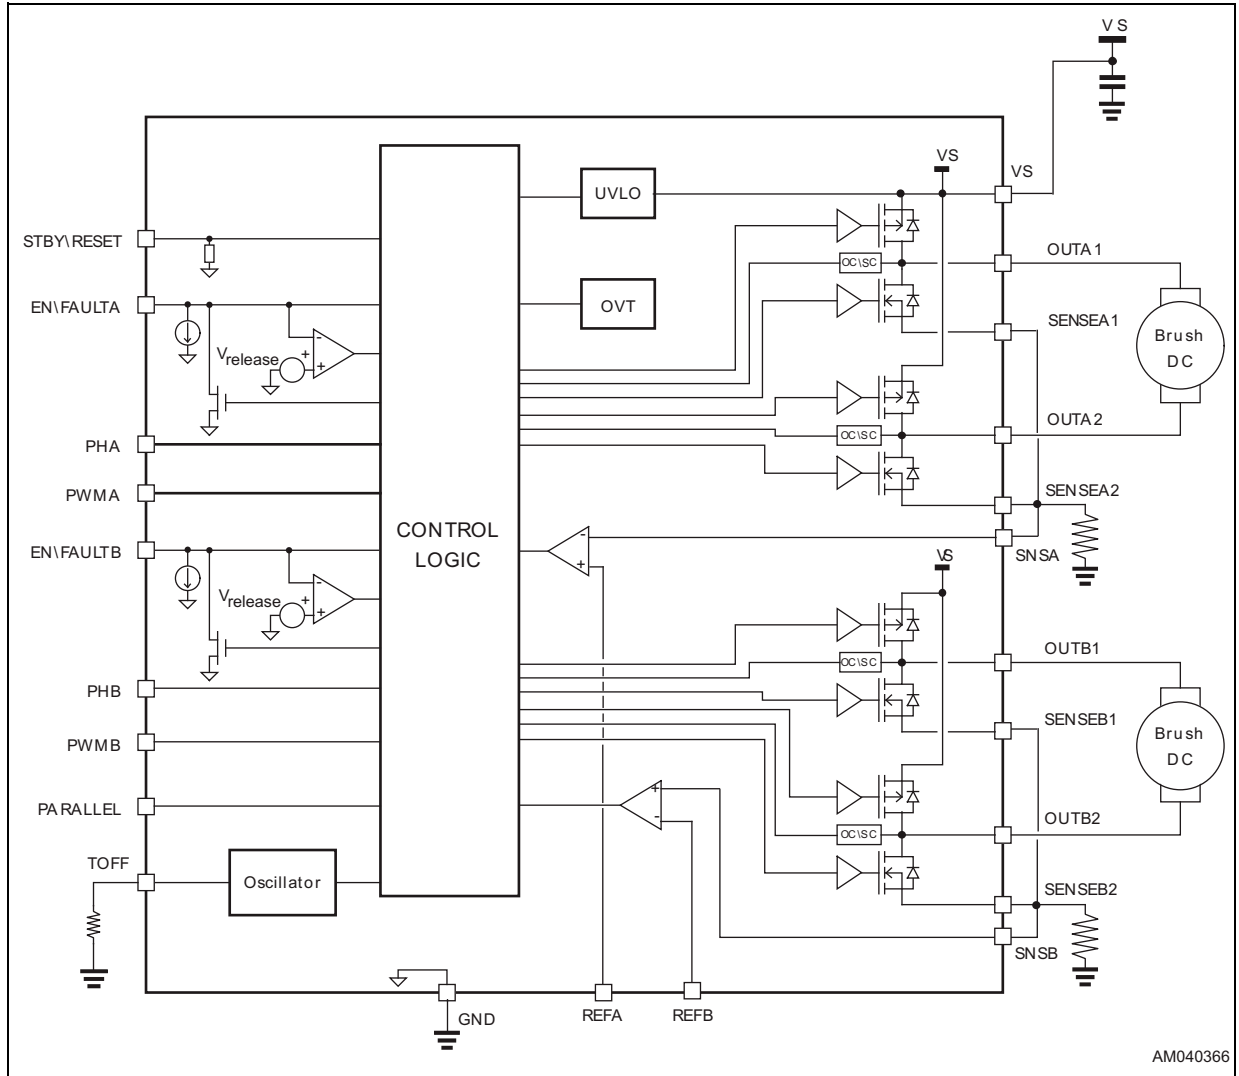 VS
VS
VS
UVLO
STBY\RESET
OUTA1
OC\SC
EN\FAULTA
OVT
SENSEA1
Brush
DC
Vrelease
+
-
+
OUTA2
OC\SC
PHA
PWMA
SENSEA2
CONTROL
LOGIC
-
+
SNSA
EN\FAULTB
VS
Vrelease
+
-
+
OUTB1
OC\SC
PHB
SENSEB1
PWMB
Brush
DC
PARALLEL
+
-
OUTB2
OC\SC
TOFF
Oscillator
SENSEB2
SNSB
GND
REFA
REFB
AM040366